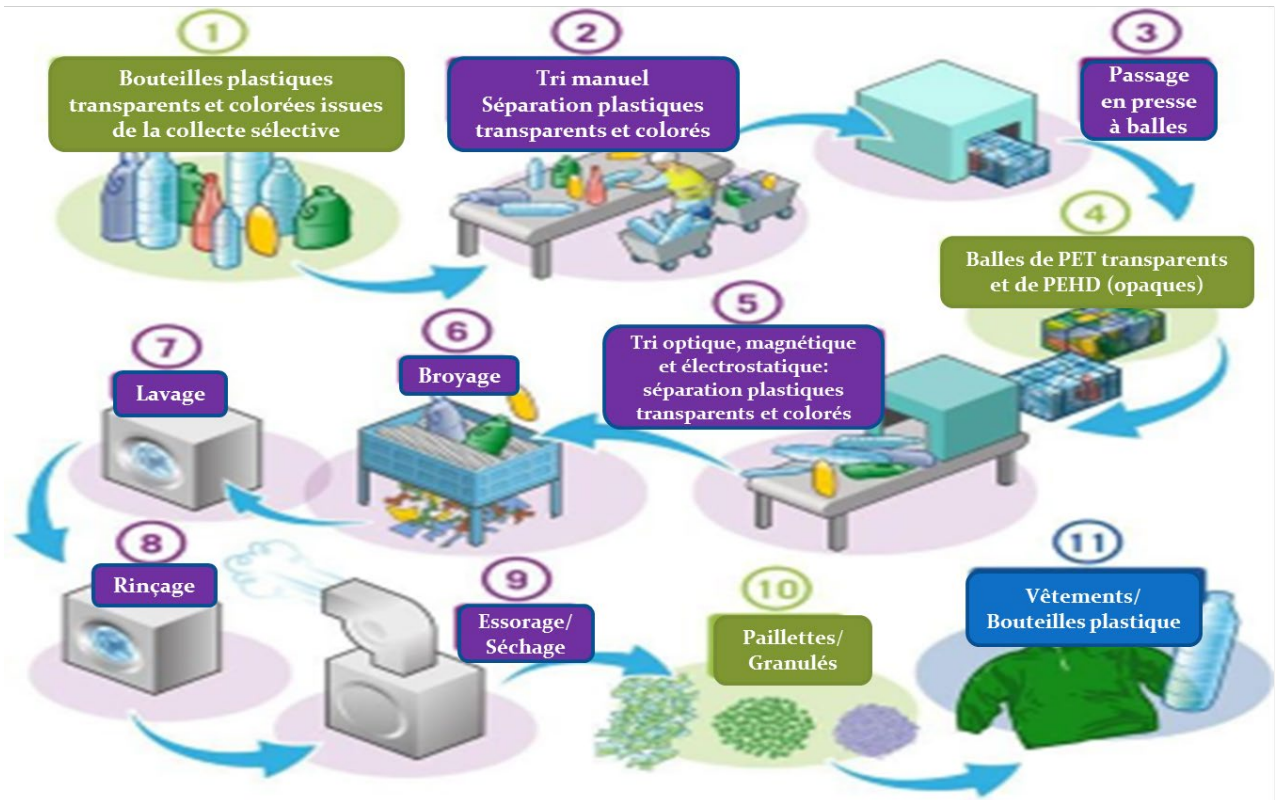 1
Bouteilles plastiques
transparents et colorées issues
de la collecte sélective
2
Tri manuel
Séparation plastiques
transparents et colorés
3
Passage
en presse
à balles
4
Balles de PET transparents
et de PEHD (opaques)
5
Tri optique, magnétique
et électrostatique:
séparation plastiques
transparents et colorés
6
Broyage
7
Lavage
8
Rinçage
9
Essorage/
Séchage
10
Paillettes/
Granulés
11
Vêtements/
Bouteilles plastique